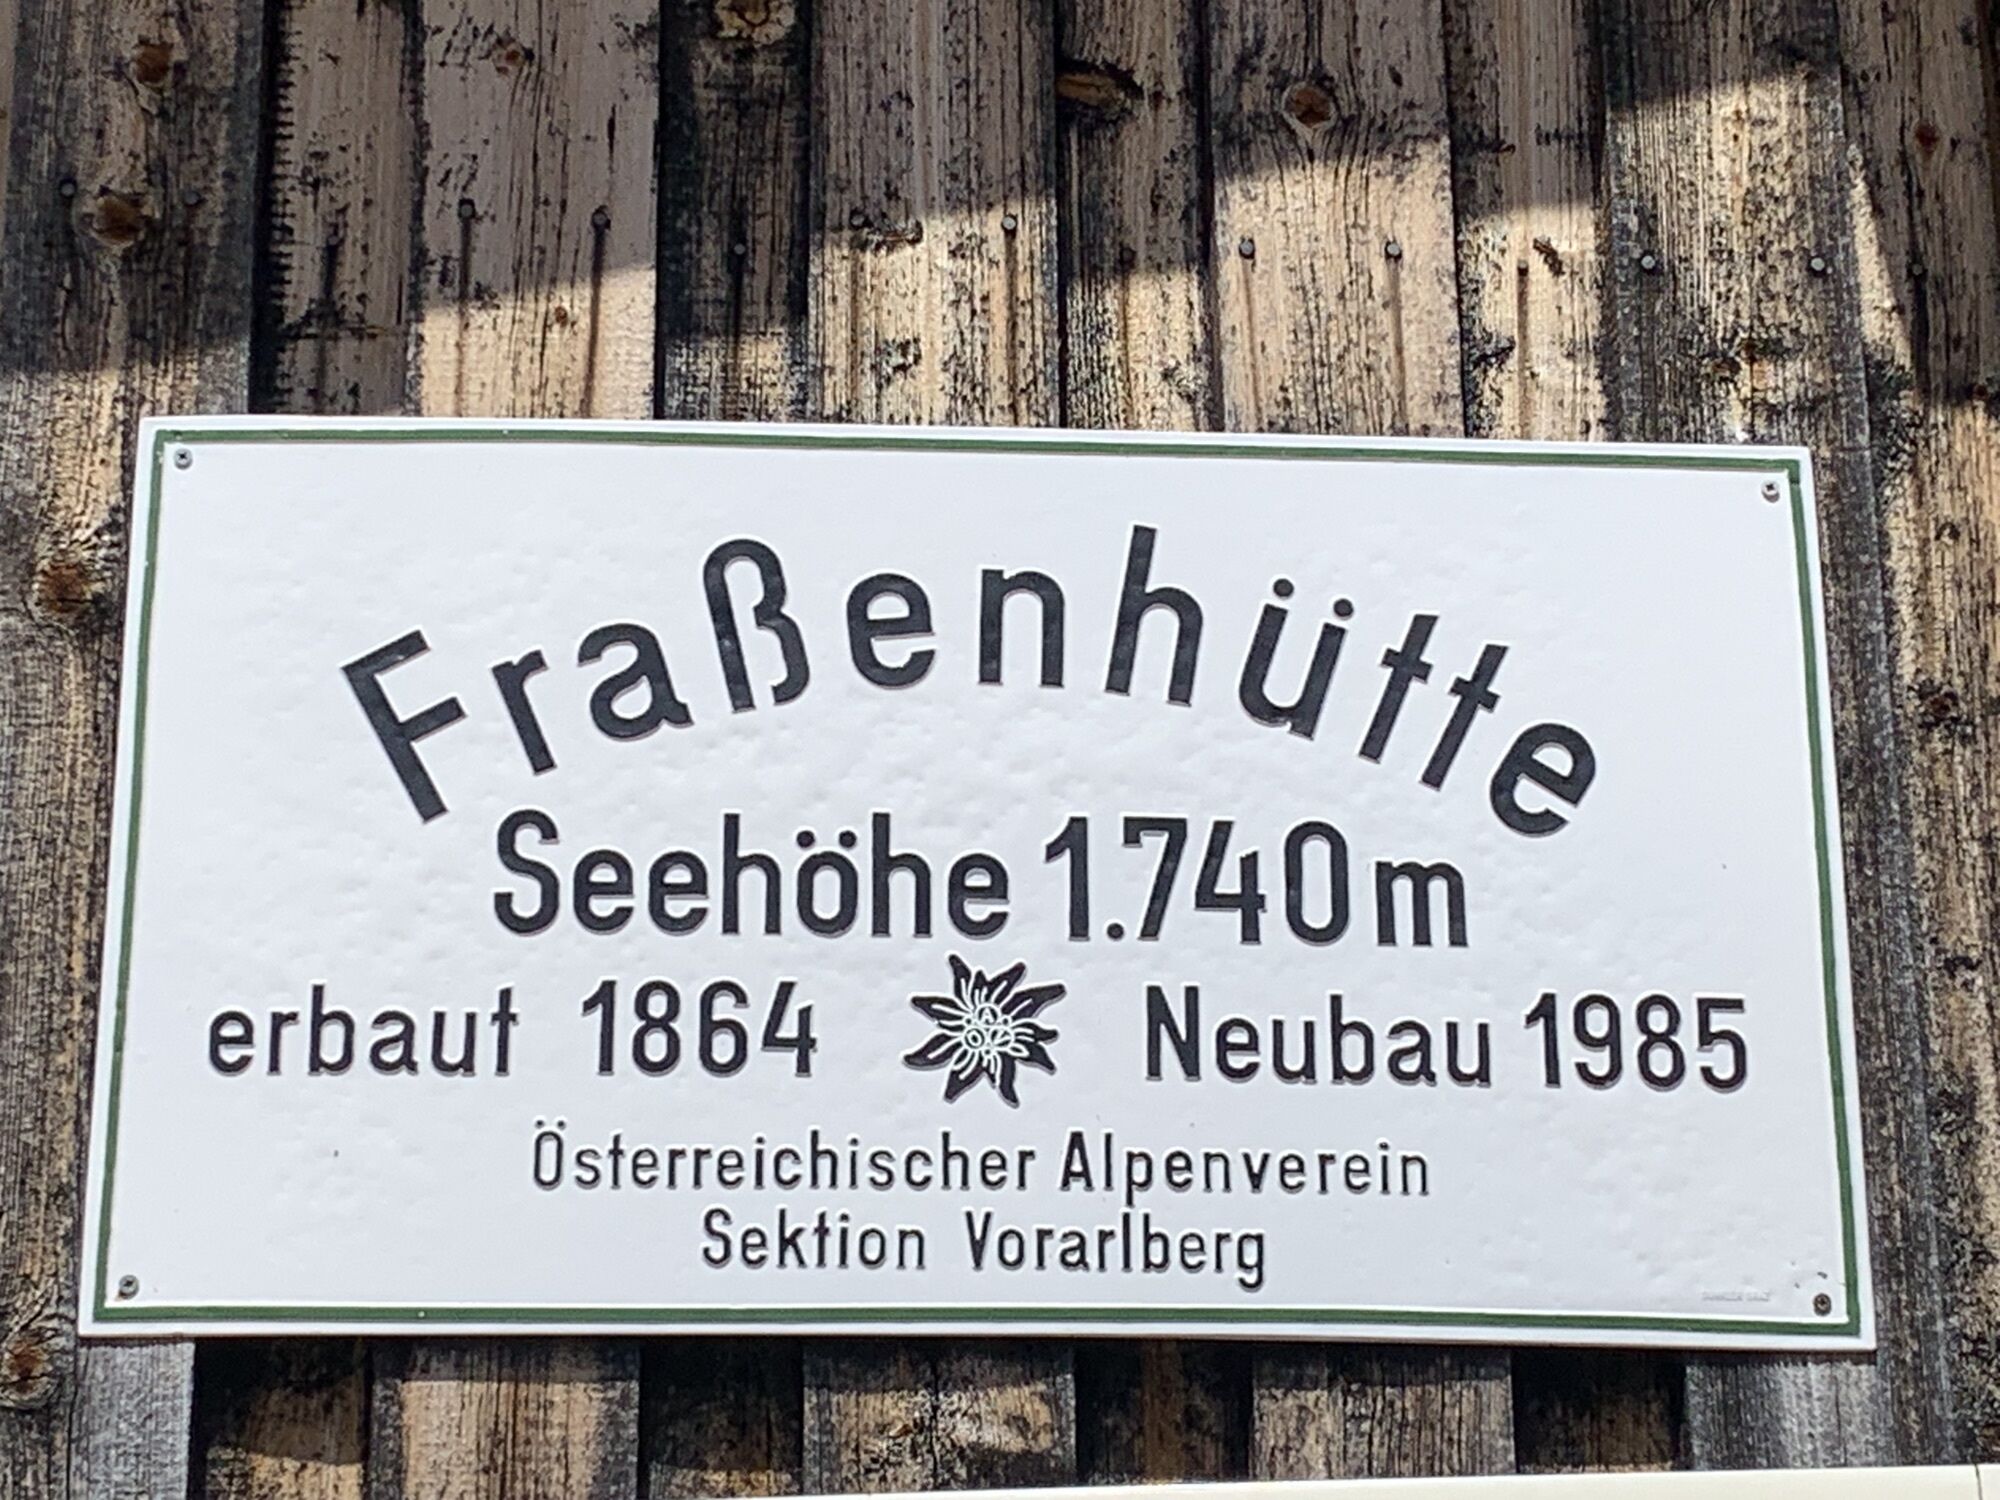 Fraßenhütte
Seehöhe 1.740m
erbaut 1864 Neubau 1985
Österreichischer Alpenverein
Sektion Vorarlberg